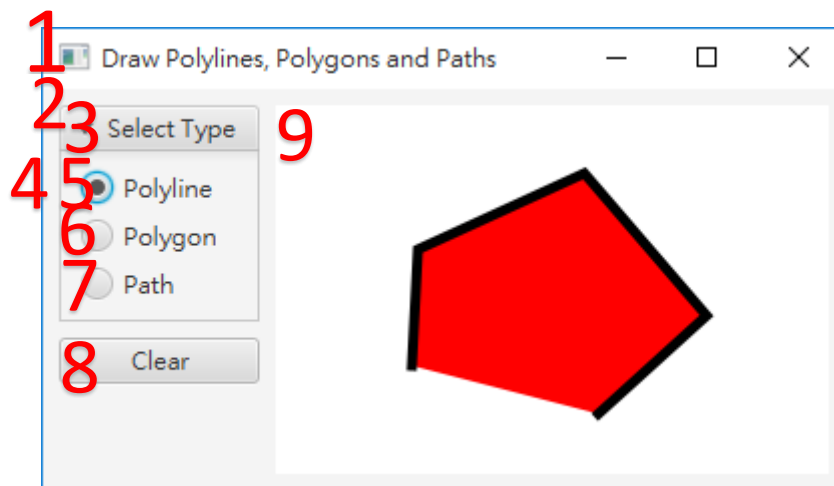 1 Draw Polylines, Polygons and Paths
2
3 Select Type
9
4 5 Polyline
6 Polygon
7 Path
8 Clear